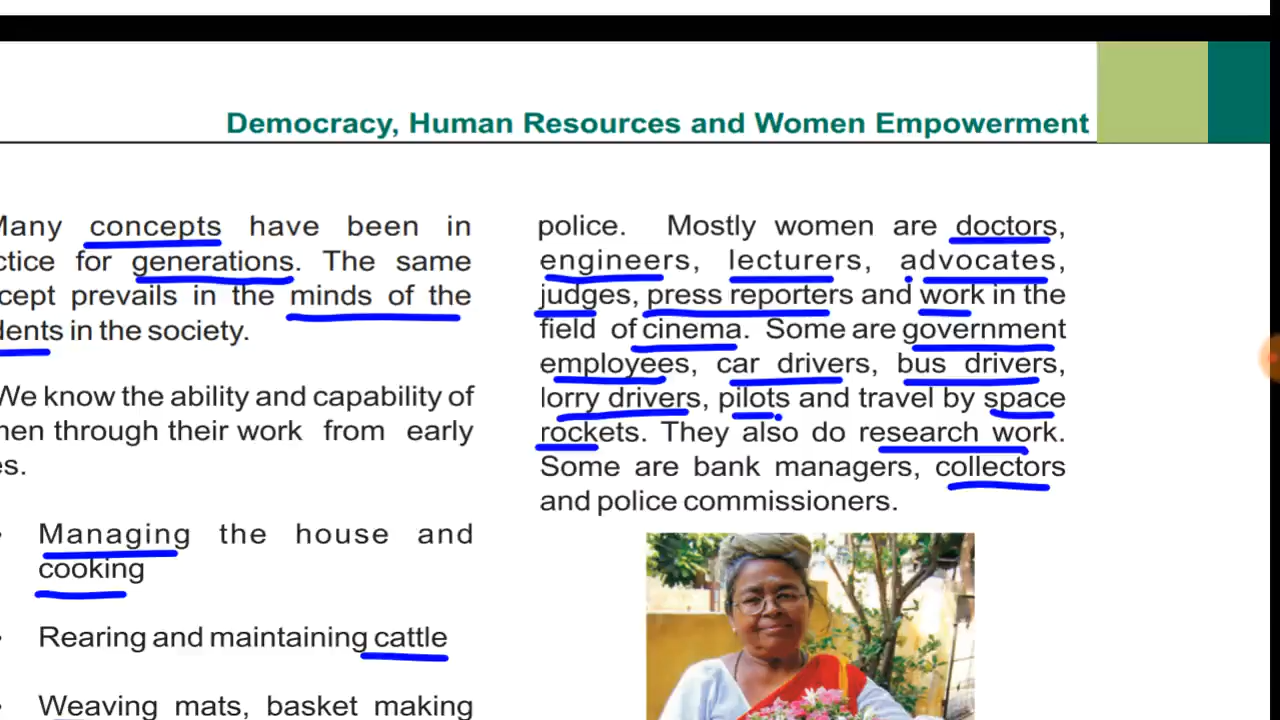 Democracy, Human Resources and Women Empowerment
Many concepts have been in
ctice for generations. The same
cept prevails in the minds of the
dents in the society.
We know the ability and capability of
men through their work from early
es.
Managing the house and
cooking
Rearing and maintaining cattle
Weaving mats, basket making
police. Mostly women are doctors,
engineers, lecturers, advocates,
judges, press reporters and work in the
field of cinema. Some are government
employees, car drivers, bus drivers,
lorry drivers, pilots and travel by space
rockets. They also do research work.
Some are bank managers, collectors
and police commissioners.